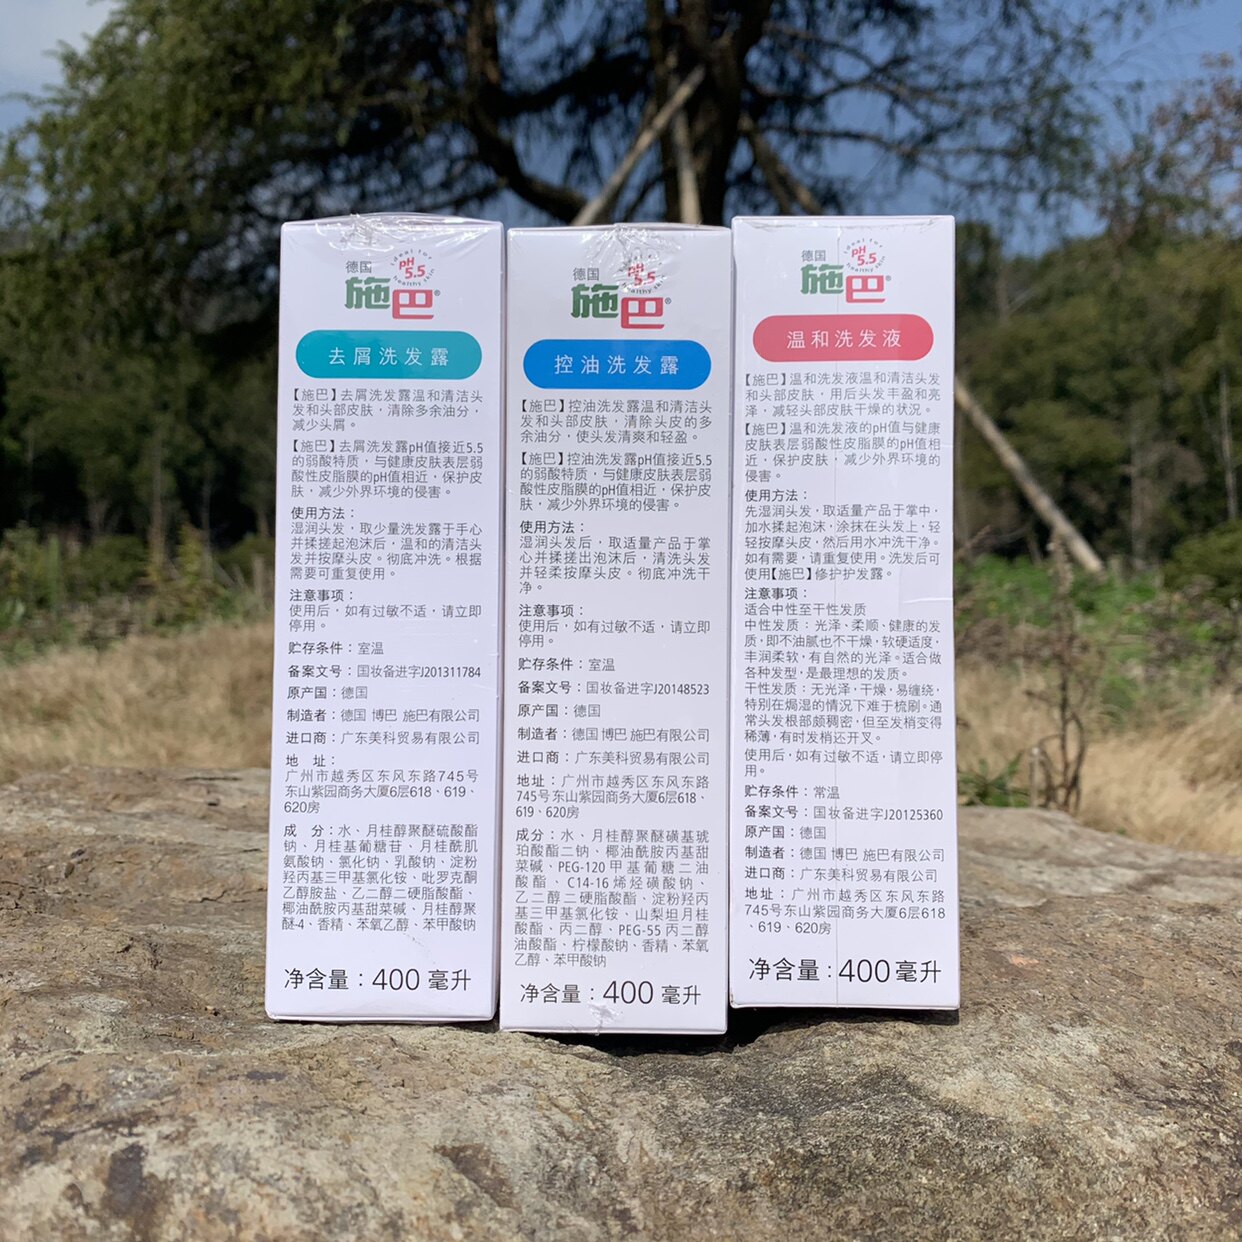 德国
施巴®
ideal for
pH
5.5
healthy skin
去屑洗发露
【施巴】去屑洗发露温和清洁头
发和头部皮肤，清除多余油分，
减少头屑。
【施巴】去屑洗发露pH值接近5.5
的弱酸特质，与健康皮肤表层弱
酸性皮脂膜的pH值相近，保护皮
肤，减少外界环境的侵害。
使用方法：
湿润头发，取少量洗发露于手心
并揉起泡沫后，温和的清洁头
发并按摩头皮。彻底冲洗。根据
需要可重复使用。
注意事项：
使用后，如有过敏不适，请立即
停用。
贮存条件：室温
备案文号：国妆备进字J201311784
原产国：德国
制造者：德国 博巴 施巴有限公司
进口商：广东美科贸易有限公司
地 址：
广州市越秀区东风东路745号
东山紫园商务大厦6层618、619、
620房
成 分：水、月桂醇聚醚硫酸酯
钠、月桂基葡糖苷、月桂酰肌
氨酸钠、氯化钠、乳酸钠、淀粉
羟丙基三甲基氯化铵、吡罗克酮
乙醇胺盐、乙二醇二硬脂酸酯、
椰油酰胺丙基甜菜碱、月桂醇聚
醚-4、香精、苯氧乙醇、苯甲酸钠
净含量：400 毫升
德国
施巴®
pH
5.5
healthy skin
控油洗发露
【施巴】控油洗发露温和清洁头
发和头部皮肤，清除头皮的多
余油分，使头发清爽和轻盈。
【施巴】控油洗发露pH值接近5.5
的弱酸特质，与健康皮肤表层弱
酸性皮脂膜的pH值相近，保护皮
肤，减少外界环境的侵害。
使用方法：
湿润头发后，取适量产品于掌
心并揉搓出泡沫后，清洗头发
并轻柔按摩头皮。彻底冲洗干
净。
注意事项：
使用后，如有过敏不适，请立即
停用。
贮存条件：室温
备案文号：国妆备进字J20148523
原产国：德国
制造者：德国 博巴 施巴有限公司
进口商：广东美科贸易有限公司
地址：广州市越秀区东风东路
745号东山紫园商务大厦6层618、
619、620房
成分：水、月桂醇聚醚磺基琥
珀酸酯二钠、椰油酰胺丙基甜
菜碱、PEG-120甲基葡糖二油
酸酯、C14-16烯烃磺酸钠、
乙二醇二硬脂酸酯、淀粉羟丙
基三甲基氯化铵、山梨坦月桂
酸酯、丙二醇、PEG-55丙二醇
油酸酯、柠檬酸钠、香精、苯氧
乙醇、苯甲酸钠
净含量：400 毫升
德国
施巴®
ideal for
pH
5.5
healthy skin
温和洗发液
【施巴】温和洗发液温和清洁头发
和头部皮肤，用后头发丰盈和亮
泽，减轻头部皮肤干燥的状况。
【施巴】温和洗发液的pH值与健康
皮肤表层弱酸性皮脂膜的pH值相
近，保护皮肤，减少外界环境的
侵害。
使用方法：
先湿润头发，取适量产品于掌中，
加水揉起泡沫，涂抹在头发上，轻
轻按摩头皮，然后用水冲洗干净。
如有需要，请重复使用。洗发后可
使用【施巴】修护护发露。
注意事项：
适合中性至干性发质
中性发质：光泽，柔顺，健康的发
质，即不油腻也不干燥，软硬适度，
丰润柔软，有自然的光泽。适合做
各种发型，是最理想的发质。
干性发质：无光泽，干燥，易缠绕，
特别在焗湿的情况下难于梳刷。通
常头发根部颇稠密，但至发梢变得
稀薄，有时发梢还开叉。
使用后，如有过敏不适，请立即停
用。
贮存条件：常温
备案文号：国妆备进字J20125360
原产国：德国
制造者：德国 博巴 施巴有限公司
进口商：广东美科贸易有限公司
地址：广州市越秀区东风东路
745号东山紫园商务大厦6层618
、619、620房
净含量：400 毫升